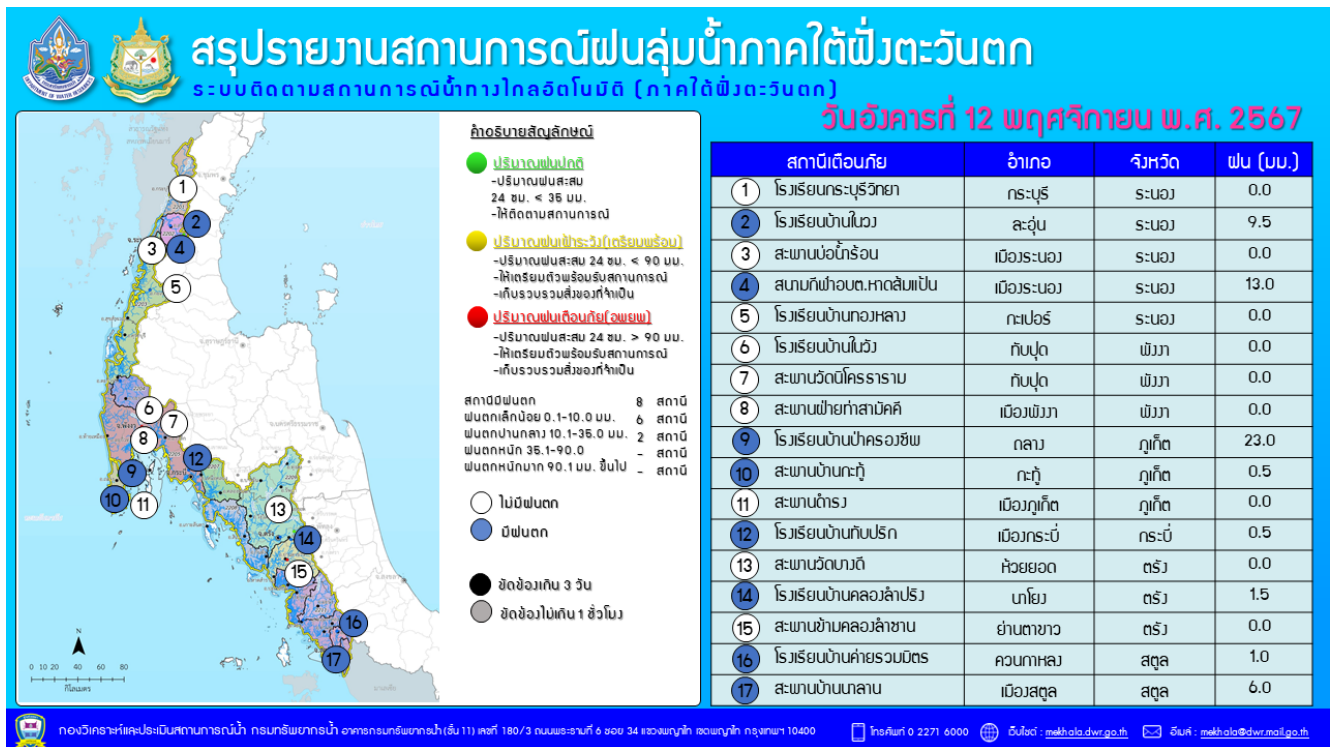 สรุปรายงานสถานการณ์ฝนลุ่มน้ำภาคใต้ฝั่งตะวันตก
ระบบติดตามสถานการณ์น้ำทางไกลอัตโนมัติ (ภาคใต้ฝั่งตะวันตก)
วันอังคารที่ 12 พฤศจิกายน พ.ศ. 2567
คำอธิบายสัญลักษณ์
ปริมาณฝนปกติ
-ปริมาณฝนสะสม
24 ชม. < 35 มม.
-ให้ติดตามสถานการณ์
ปริมาณฝนเฝ้าระวัง(เตรียมพร้อม)
-ปริมาณฝนสะสม 24 ชม. < 90 มม.
-ให้เตรียมตัวพร้อมรับสถานการณ์
-เก็บรวบรวมสิ่งของที่จำเป็น
ปริมาณฝนเตือนภัย(อพยพ)
-ปริมาณฝนสะสม 24 ชม. > 90 มม.
-ให้เตรียมตัวพร้อมรับสถานการณ์
-เก็บรวบรวมสิ่งของที่จำเป็น
สถานีมีฝนตก 8 สถานี
ฝนตกเล็กน้อย 0.1-10.0 มม. 6 สถานี
ฝนตกปานกลาง 10.1-35.0 มม. 2 สถานี
ฝนตกหนัก 35.1-90.0 - สถานี
ฝนตกหนักมาก 90.1 มม. ขึ้นไป - สถานี
ไม่มีฝนตก
มีฝนตก
ขัดข้องเกิน 3 วัน
ขัดข้องไม่เกิน 1 ชั่วโมง
1
2
3 4
5
6
7
8
9 12
10 11
13
14
15
16
17
N
0 10 20 40 60 80
กิโลเมตร
สถานีเตือนภัย อำเภอ จังหวัด ฝน (มม.)
1 โรงเรียนกระบุรีวิทยา กระบุรี ระนอง 0.0
2 โรงเรียนบ้านในวง ละอุ่น ระนอง 9.5
3 สะพานบ่อน้ำร้อน เมืองระนอง ระนอง 0.0
4 สนามกีฬาอบต.หาดส้มแป้น เมืองระนอง ระนอง 13.0
5 โรงเรียนบ้านทองหลาง กะเปอร์ ระนอง 0.0
6 โรงเรียนบ้านในวัง ทับปุด พังงา 0.0
7 สะพานวัดนิโครธาราม ทับปุด พังงา 0.0
8 สะพานฝ่ายท่าสามัคคี เมืองพังงา พังงา 0.0
9 โรงเรียนบ้านป่าครองชีพ ถลาง ภูเก็ต 23.0
10 สะพานบ้านกะทู้ กะทู้ ภูเก็ต 0.5
11 สะพานดำรง เมืองภูเก็ต ภูเก็ต 0.0
12 โรงเรียนบ้านทับปริก เมืองกระบี่ กระบี่ 0.5
13 สะพานวัดบางดี ห้วยยอด ตรัง 0.0
14 โรงเรียนบ้านคลองลำปริง นาโยง ตรัง 1.5
15 สะพานข้ามคลองลำชาน ย่านตาขาว ตรัง 0.0
16 โรงเรียนบ้านค่ายรวมมิตร ควนกาหลง สตูล 1.0
17 สะพานบ้านนาลาน เมืองสตูล สตูล 6.0
กองวิเคราะห์และประเมินสถานการณ์น้ำ กรมทรัพยากรน้ำ อาคารกรมทรัพยากรน้ำ (ชั้น 11) เลขที่ 180/3 ถนนพระรามที่ 6 ซอย 34 แขวงพญาไท เขตพญาไท กรุงเทพฯ 10400 โทรศัพท์ 0 2271 6000 เว็บไซต์ : mekhala.dwr.go.th อีเมล์ : mekhala@dwr.mail.go.th